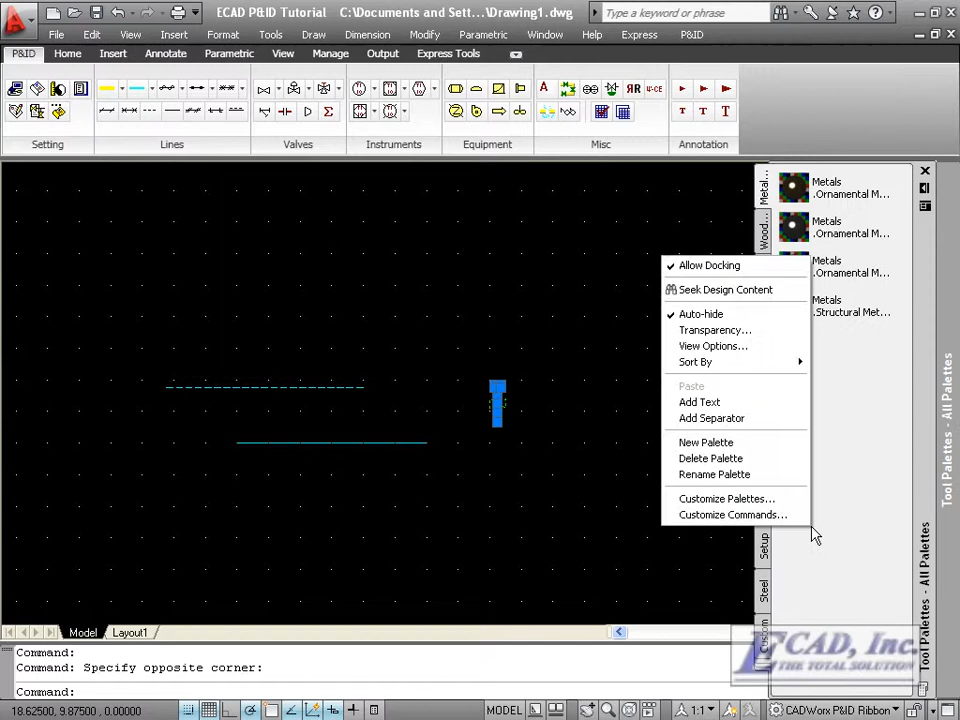 ECAD P&ID Tutorial C:\Documents and Sett...\Drawing1.dwg
Type a keyword or phrase
File Edit View Insert Format Tools Draw Dimension Modify Parametric Window Help Express P&ID
P&ID Home Insert Annotate Parametric View Manage Output Express Tools
Setting Lines Valves Instruments Equipment Misc Annotation
Metal...
Wood...
Metals
.Ornamental M...
Metals
.Ornamental M...
Metals
.Ornamental M...
Metals
.Structural Met...
Allow Docking
Seek Design Content
Auto-hide
Transparency...
View Options...
Sort By
Paste
Add Text
Add Separator
New Palette
Delete Palette
Rename Palette
Customize Palettes...
Customize Commands...
Setup
Steel
Custom
Tool Palettes - All Palettes
Tool Palettes - All Palettes
Model Layout1
Command:
Command: Specify opposite corner:
Command:
ECAD, Inc.
THE TOTAL SOLUTION
18.62500, 9.87500, 0.00000
MODEL
1:1
CADWorx P&ID Ribbon